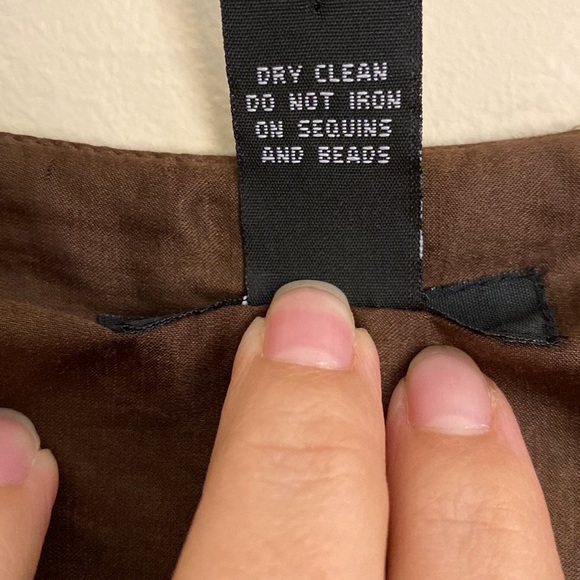 DRY CLEAN
DO NOT IRON
ON SEQUINS
AND BEADS